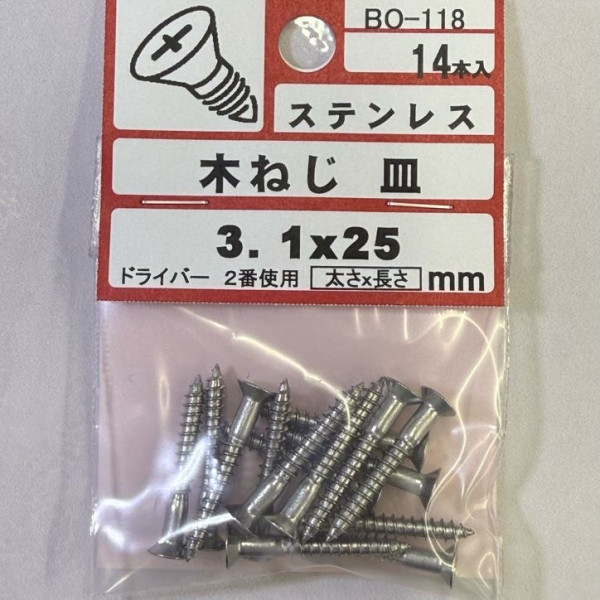 BO-118
14本入
ステンレス
木ねじ 皿
3.1x25
ドライバー 2番使用 太さx長さ mm